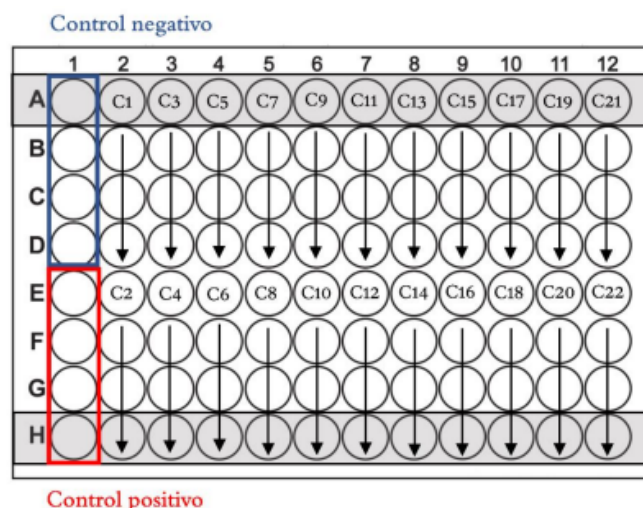 Control negativo
1 2 3 4 5 6 7 8 9 10 11 12
A C1 C3 C5 C7 C9 C11 C13 C15 C17 C19 C21
B
C
D
E C2 C4 C6 C8 C10 C12 C14 C16 C18 C20 C22
F
G
H
Control positivo